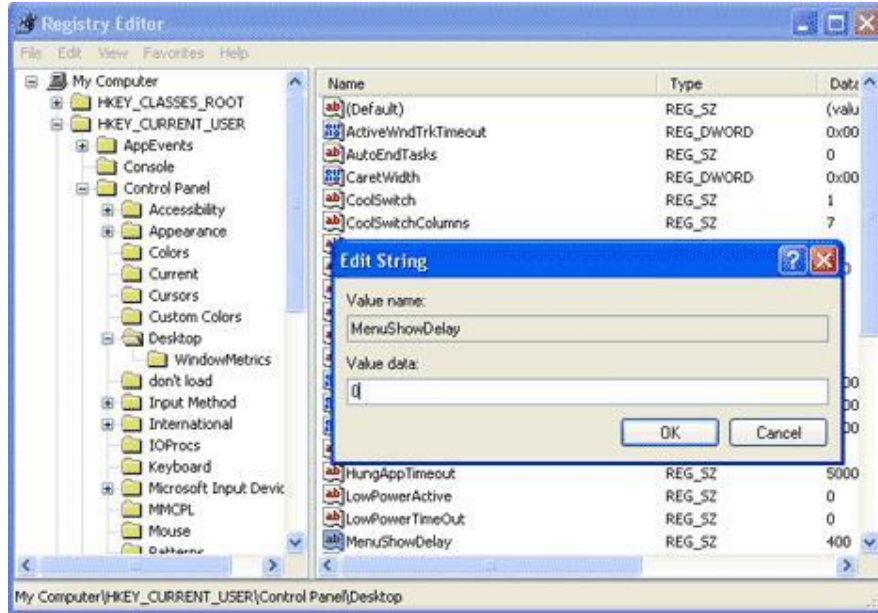 Registry Editor
File Edit View Favorites Help
My Computer
HKEY_CLASSES_ROOT
HKEY_CURRENT_USER
AppEvents
Console
Control Panel
Accessibility
Appearance
Colors
Current
Cursors
Custom Colors
Desktop
WindowMetrics
don't load
Input Method
International
IOProcs
Keyboard
Microsoft Input Devic
MMCPL
Mouse
Patterns
Name Type Data
(Default) REG_SZ (valu
ActiveWndTrkTimeout REG_DWORD 0x00
AutoEndTasks REG_SZ 0
CaretWidth REG_DWORD 0x00
CoolSwitch REG_SZ 1
CoolSwitchColumns REG_SZ 7
Edit String
Value name:
MenuShowDelay
Value data:
0
OK Cancel
HungAppTimeout REG_SZ 5000
LowPowerActive REG_SZ 0
LowPowerTimeOut REG_SZ 0
MenuShowDelay REG_SZ 400
My Computer\HKEY_CURRENT_USER\Control Panel\Desktop